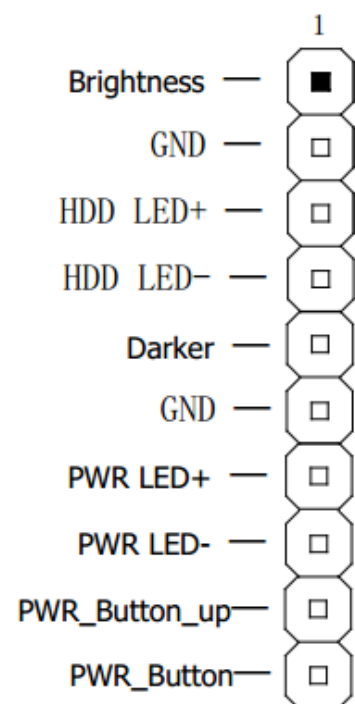 1
Brightness
GND
HDD LED+
HDD LED-
Darker
GND
PWR LED+
PWR LED-
PWR_Button_up
PWR_Button